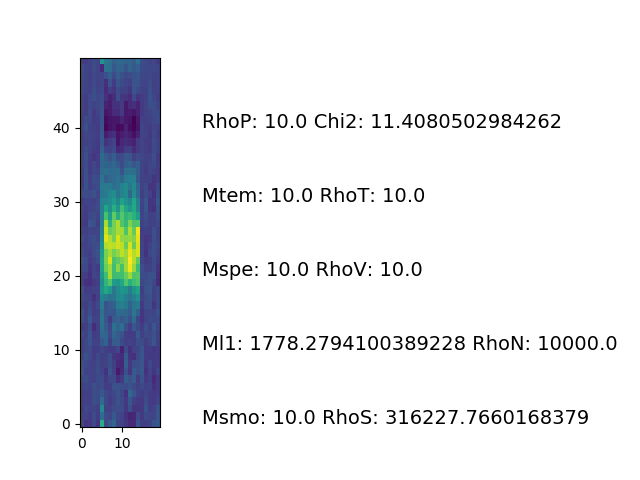 RhoP: 10.0 Chi2: 11.4080502984262
40
Mtem: 10.0 RhoT: 10.0
30
Mspe: 10.0 RhoV: 10.0
20
Ml1: 1778.2794100389228 RhoN: 10000.0
10
Msmo: 10.0 RhoS: 316227.7660168379
0
0 10